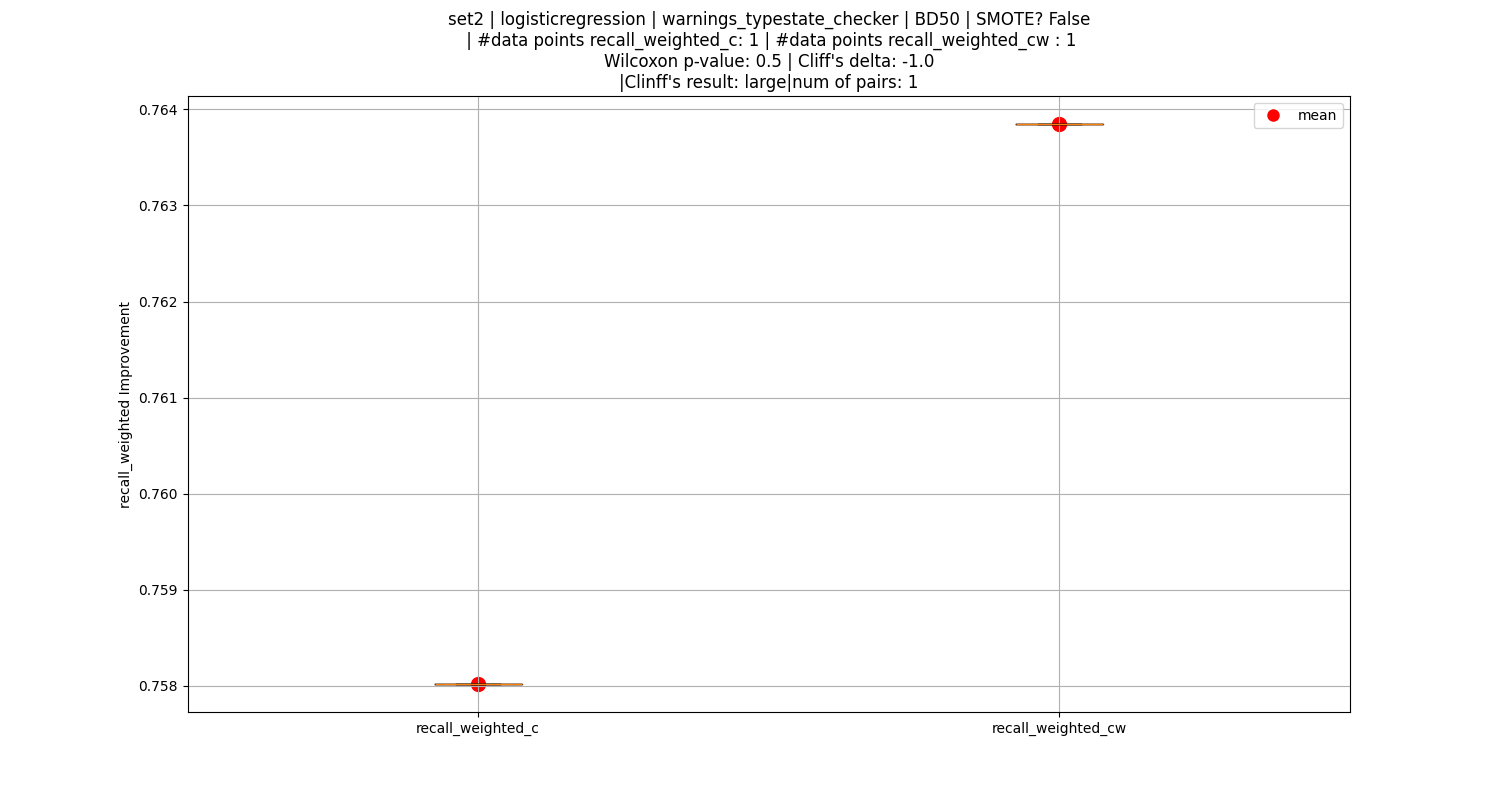 set2 | logisticregression | warnings_typestate_checker | BD50 | SMOTE? False
| #data points recall_weighted_c: 1 | #data points recall_weighted_cw : 1
Wilcoxon p-value: 0.5 | Cliff's delta: -1.0
|Clinff's result: large|num of pairs: 1
mean
0.764
0.763
0.762
0.761
0.760
0.759
0.758
recall_weighted Improvement
recall_weighted_c
recall_weighted_cw